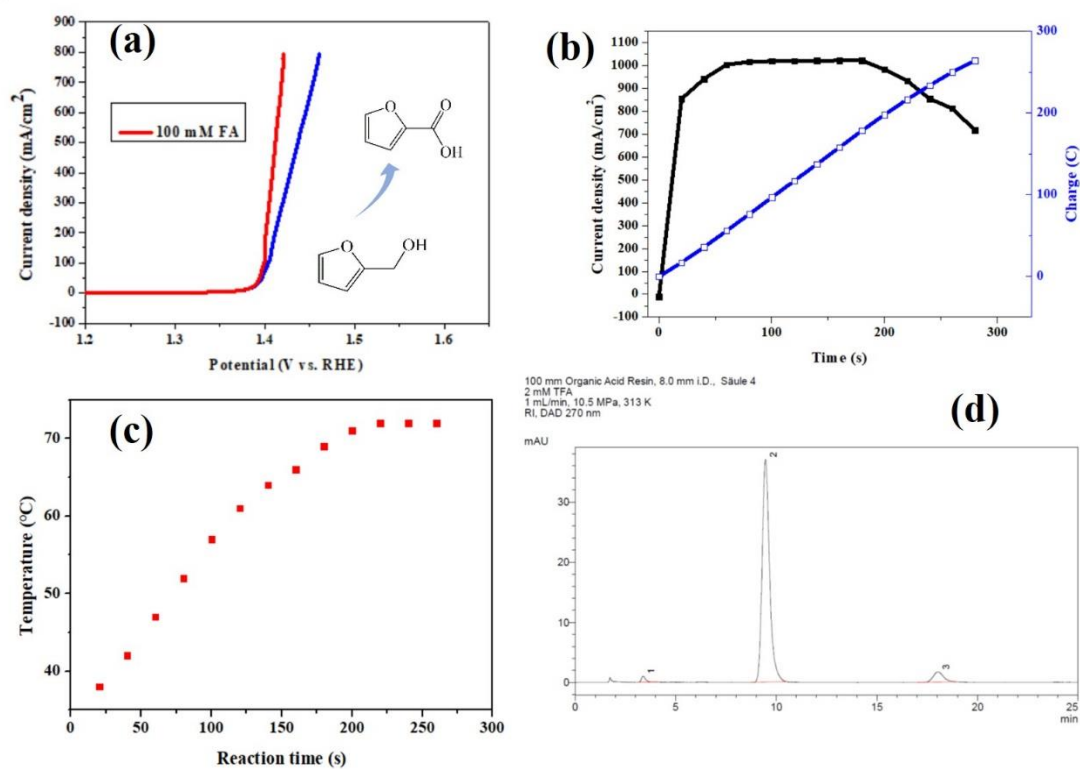 (a)
900
800
700
600
500
400
300
200
100
0
-100
Current density (mA/cm²)
100 mM FA
O
O
OH
O
OH
1.2
1.3
1.4
1.5
1.6
Potential (V vs. RHE)
(b)
1100
1000
900
800
700
600
500
400
300
200
1000
100
0
-100
Current density (mA/cm²)
300
200
100
0
Charge (C)
0
100
200
300
Time (s)
(c)
70
60
50
40
Temperature (°C)
0
50
100
150
200
250
300
Reaction time (s)
100 mm Organic Acid Resin, 8.0 mm i.D., Säule 4
2 mM TFA
1 mL/min, 10.5 MPa, 313 K
RI, DAD 270 nm
(d)
mAU
30
20
10
0
1
2
3
0
5
10
15
20
25
min